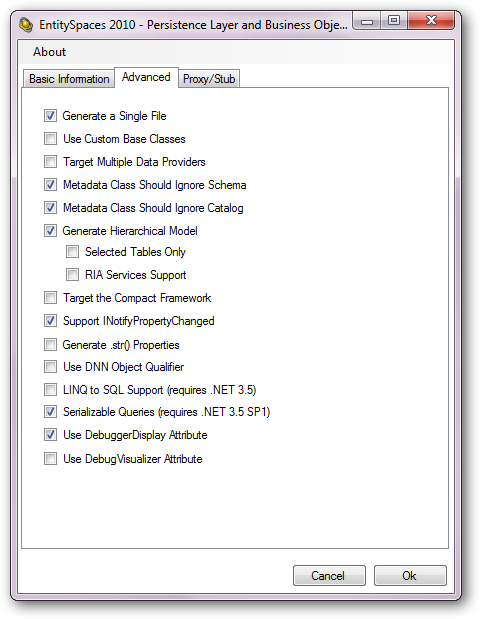 EntitySpaces 2010 - Persistence Layer and Business Obje...
About
Basic Information Advanced Proxy/Stub
Generate a Single File
Use Custom Base Classes
Target Multiple Data Providers
Metadata Class Should Ignore Schema
Metadata Class Should Ignore Catalog
Generate Hierarchical Model
Selected Tables Only
RIA Services Support
Target the Compact Framework
Support INotifyPropertyChanged
Generate .str() Properties
Use DNN Object Qualifier
LINQ to SQL Support (requires .NET 3.5)
Serializable Queries (requires .NET 3.5 SP1)
Use DebuggerDisplay Attribute
Use DebugVisualizer Attribute
Cancel Ok